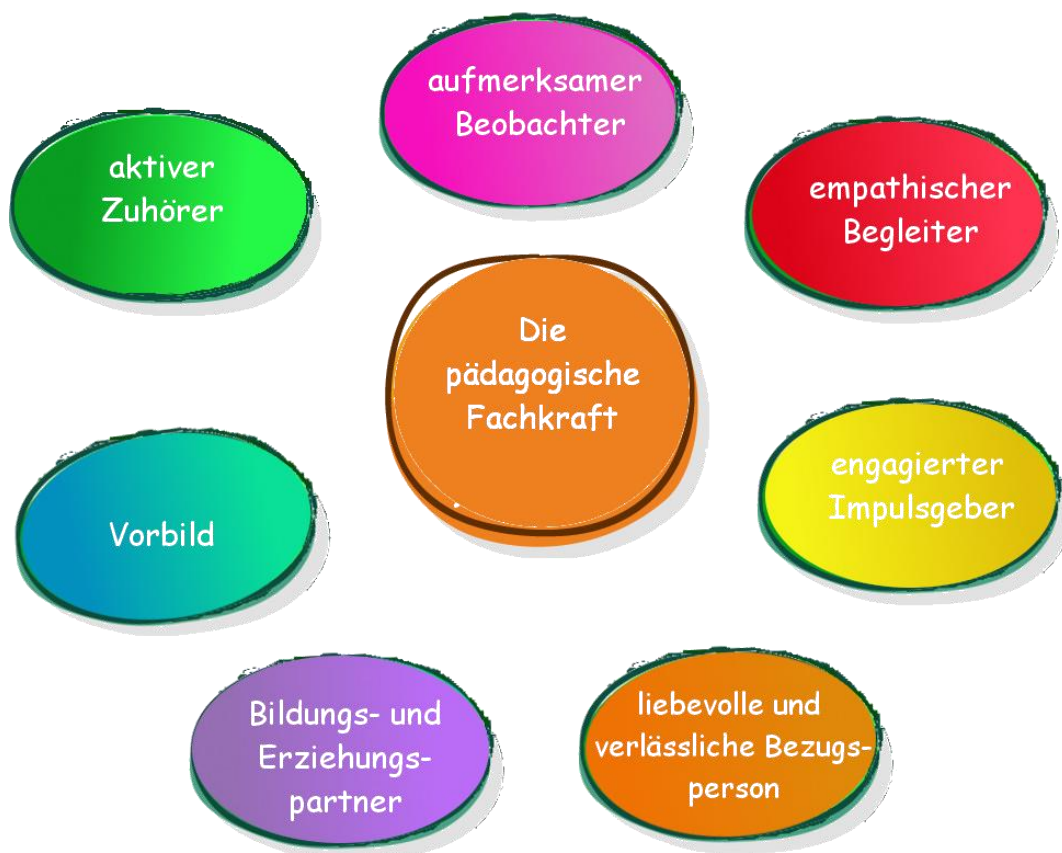 aufmerksamer
Beobachter
aktiver
Zuhörer
empathischer
Begleiter
Die
pädagogische
Fachkraft
engagierter
Impulsgeber
Vorbild
Bildungs- und
Erziehungs-
partner
liebevolle und
verlässliche Bezugs-
person